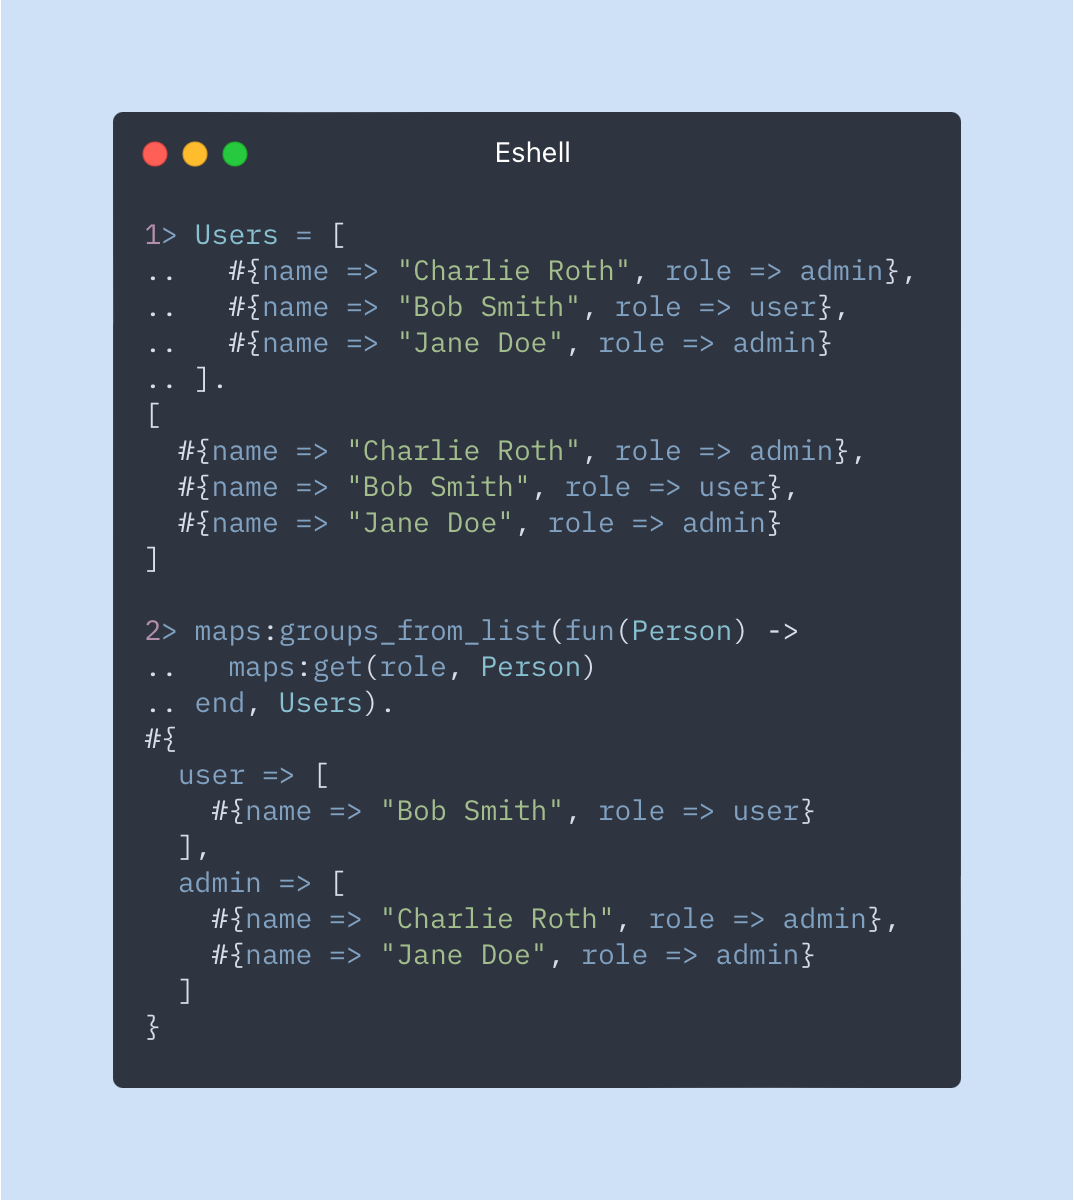 Eshell
1> Users = [
..   #{name => "Charlie Roth", role => admin},
..   #{name => "Bob Smith", role => user},
..   #{name => "Jane Doe", role => admin}
.. ].
[
  #{name => "Charlie Roth", role => admin},
  #{name => "Bob Smith", role => user},
  #{name => "Jane Doe", role => admin}
]
2> maps:groups_from_list(fun(Person) ->
..   maps:get(role, Person)
.. end, Users).
#{
  user => [
    #{name => "Bob Smith", role => user}
  ],
  admin => [
    #{name => "Charlie Roth", role => admin},
    #{name => "Jane Doe", role => admin}
  ]
}